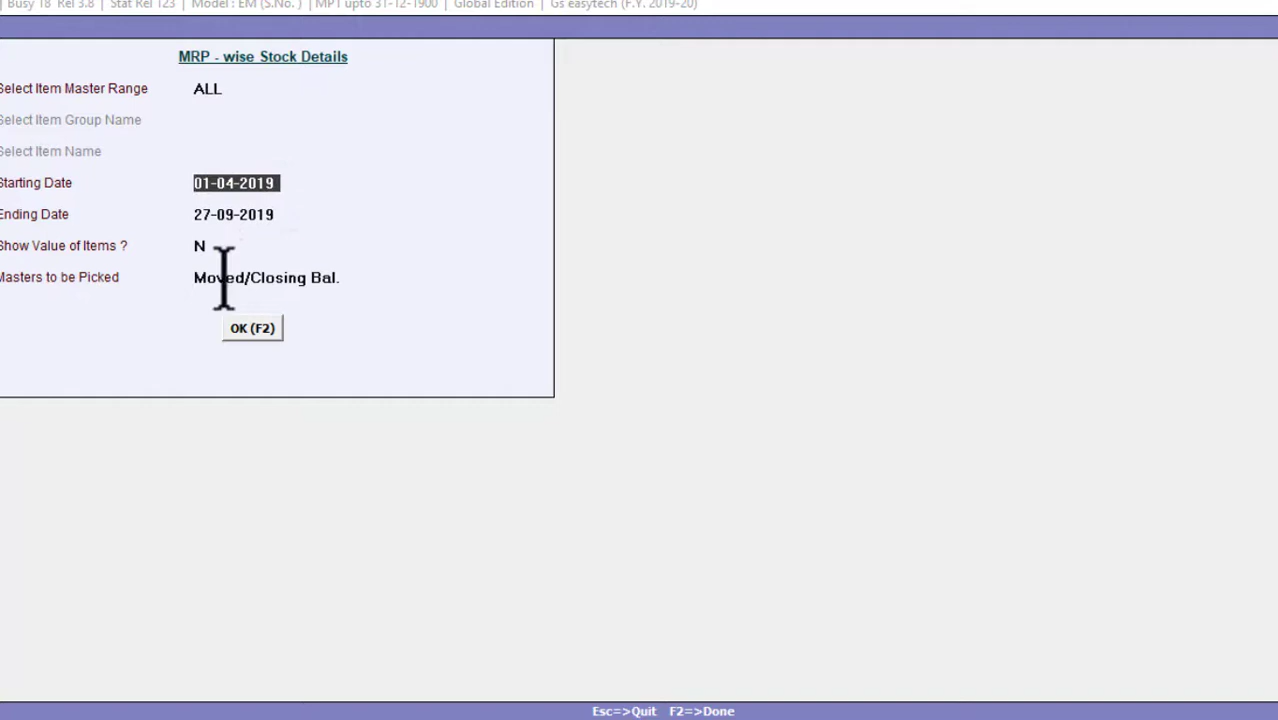 | Busy 18 Rel 3.8 | Stat Rel 123 | Model : EM (S.No. ) | MPT upto 31-12-1900 | Global Edition | Gs easytech (F.Y. 2019-20)
MRP - wise Stock Details
Select Item Master Range ALL
Select Item Group Name
Select Item Name
Starting Date 01-04-2019
Ending Date 27-09-2019
Show Value of Items ? N
Masters to be Picked Moved/Closing Bal.
OK (F2)
Esc=>Quit F2=>Done